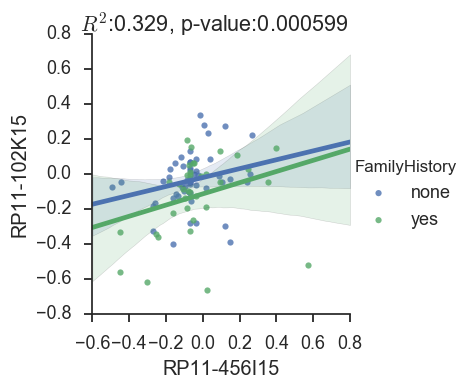 R²:0.329, p-value:0.000599
0.8
0.6
0.4
0.2
0.0
−0.2
−0.4
−0.6
−0.8
RP11-102K15
FamilyHistory
none
yes
−0.6 −0.4 −0.2 0.0 0.2 0.4 0.6 0.8
RP11-456I15